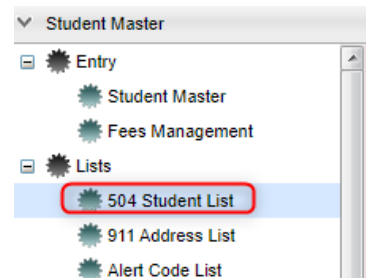 Student Master
Entry
Student Master
Fees Management
Lists
504 Student List
911 Address List
Alert Code List